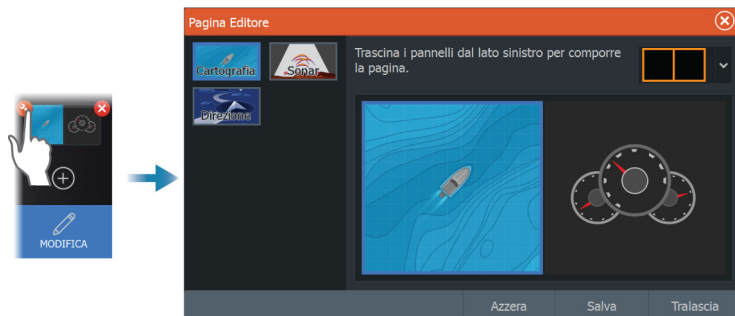 Pagina Editore
Cartografia
Sonar
Direzione
Trascina i pannelli dal lato sinistro per comporre
la pagina.
MODIFICA
Azzera
Salva
Tralascia